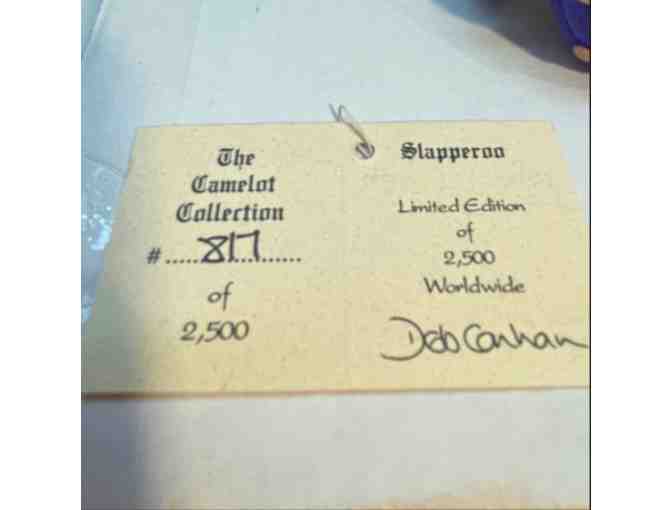 The
Camelot
Collection
#.....817......
of
2,500
Slapperoo
Limited Edition
of
2,500
Worldwide
Deb Canham